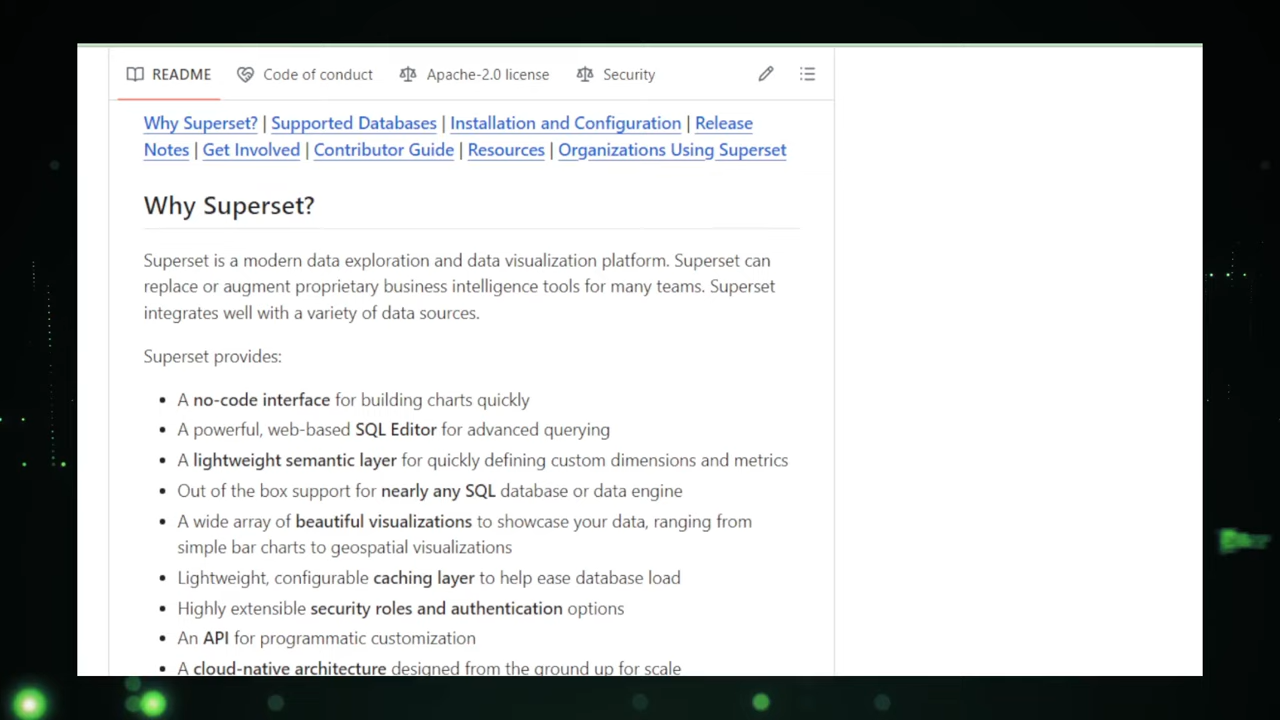 README Code of conduct Apache-2.0 license Security
Why Superset? | Supported Databases | Installation and Configuration | Release
Notes | Get Involved | Contributor Guide | Resources | Organizations Using Superset
Why Superset?
Superset is a modern data exploration and data visualization platform. Superset can
replace or augment proprietary business intelligence tools for many teams. Superset
integrates well with a variety of data sources.
Superset provides:
• A no-code interface for building charts quickly
• A powerful, web-based SQL Editor for advanced querying
• A lightweight semantic layer for quickly defining custom dimensions and metrics
• Out of the box support for nearly any SQL database or data engine
• A wide array of beautiful visualizations to showcase your data, ranging from
simple bar charts to geospatial visualizations
• Lightweight, configurable caching layer to help ease database load
• Highly extensible security roles and authentication options
• An API for programmatic customization
• A cloud-native architecture designed from the ground up for scale